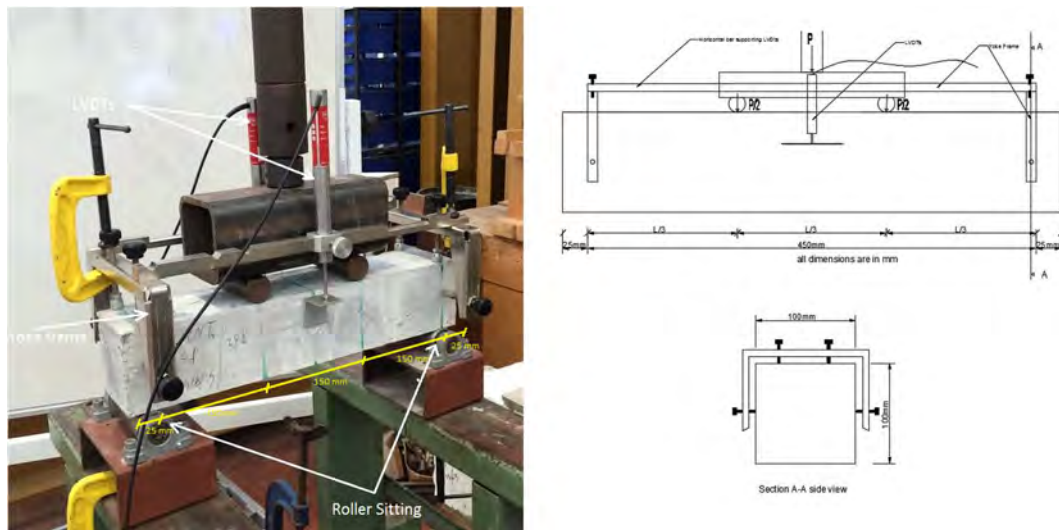 LVDTs
25 mm
150 mm
150 mm
25 mm
Roller Sitting
P
Horizontal bar supporting LVDTs
LVDTs
Yoke Frame
A
P/2
P/2
L/3
L/3
L/3
25mm
450mm
25mm
all dimensions are in mm
A
100mm
100mm
Section A-A side view